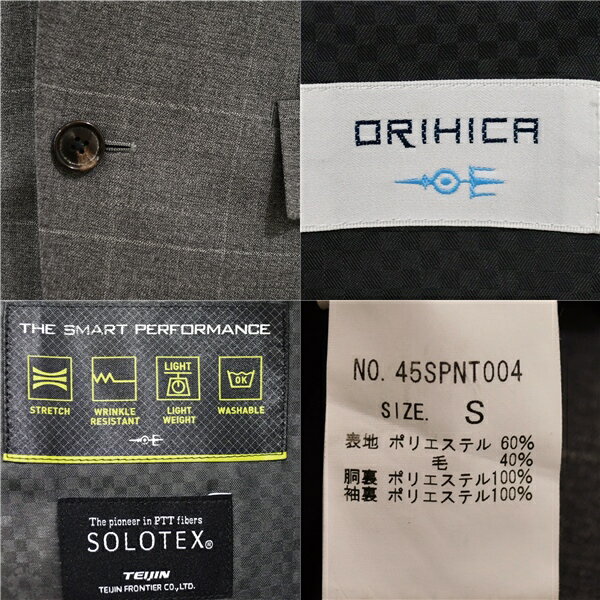 ORIHICA
THE SMART PERFORMANCE
STRETCH
WRINKLE
RESISTANT
LIGHT
LIGHT
WEIGHT
OK
WASHABLE
The pioneer in PTT fibers
SOLOTEX®
TEIJIN
TEIJIN FRONTIER CO.,LTD.
NO. 45SPNT004
SIZE. S
表地 ポリエステル 60%
毛 40%
胴裏 ポリエステル100%
袖裏 ポリエステル100%